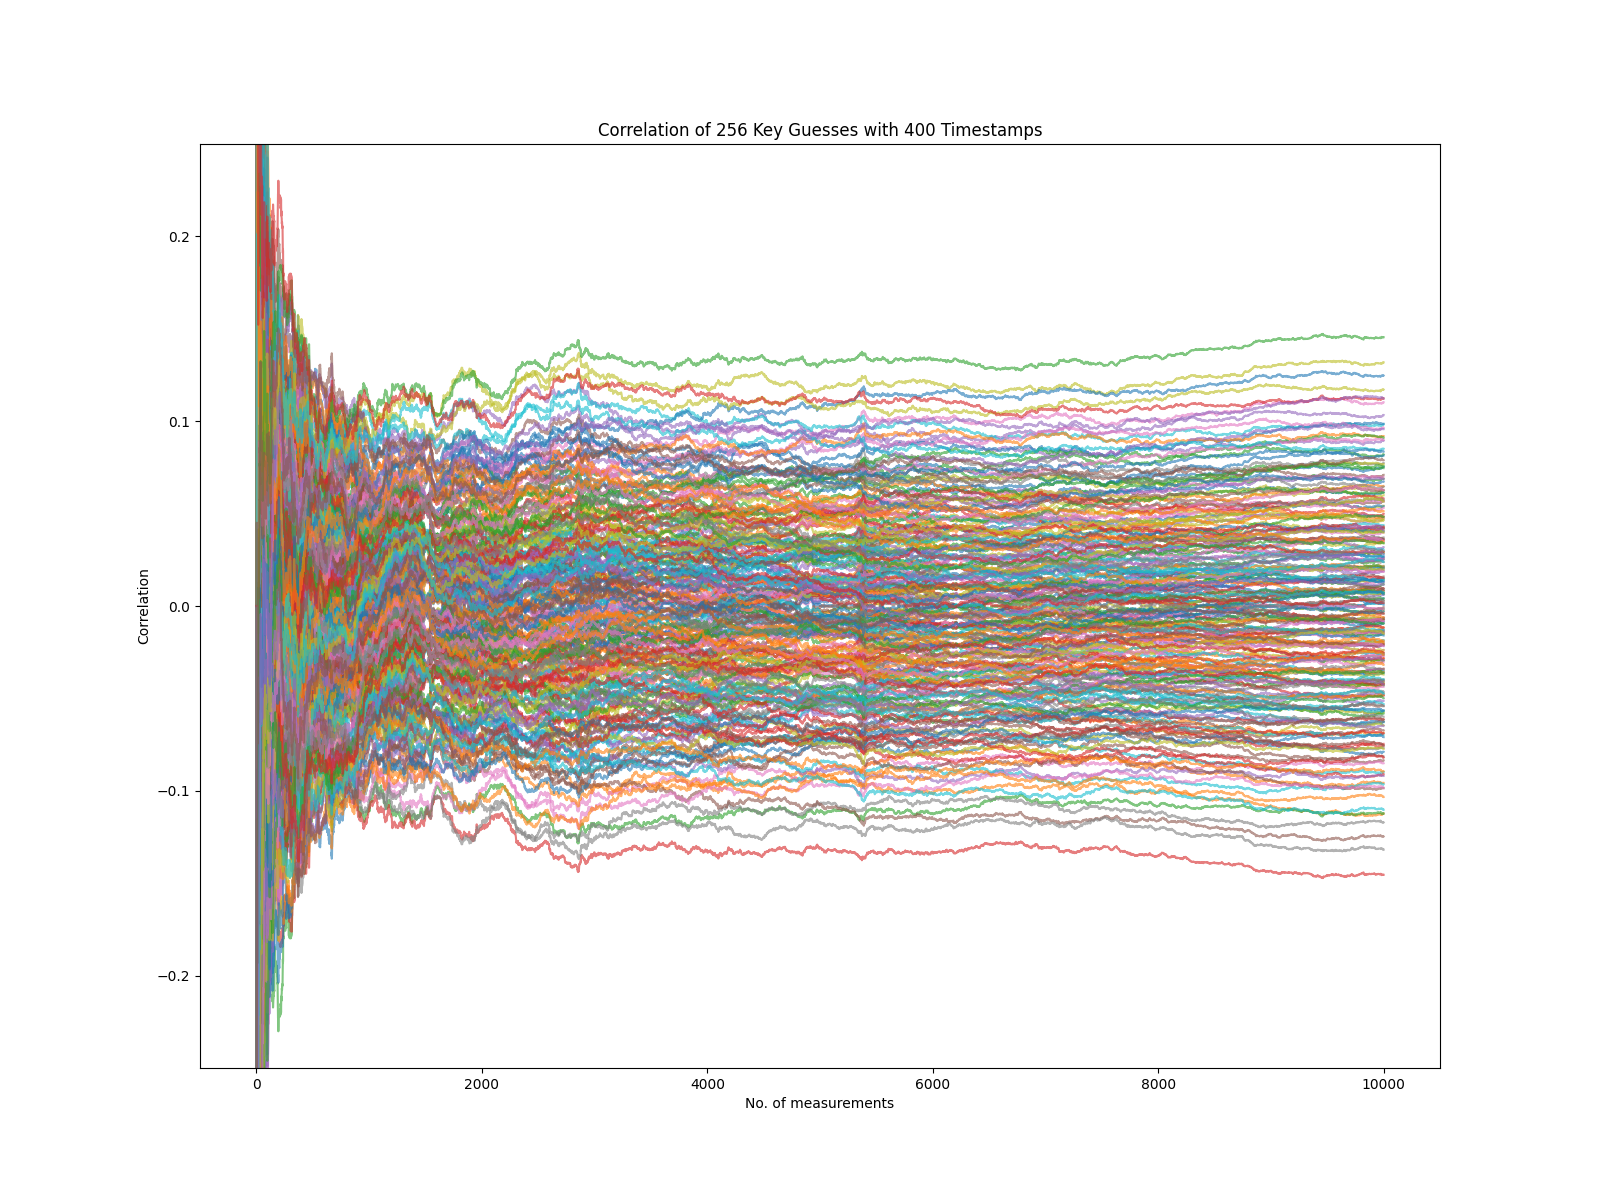 Correlation of 256 Key Guesses with 400 Timestamps
0.2
0.1
0.0
−0.1
−0.2
Correlation
0 2000 4000 6000 8000 10000
No. of measurements